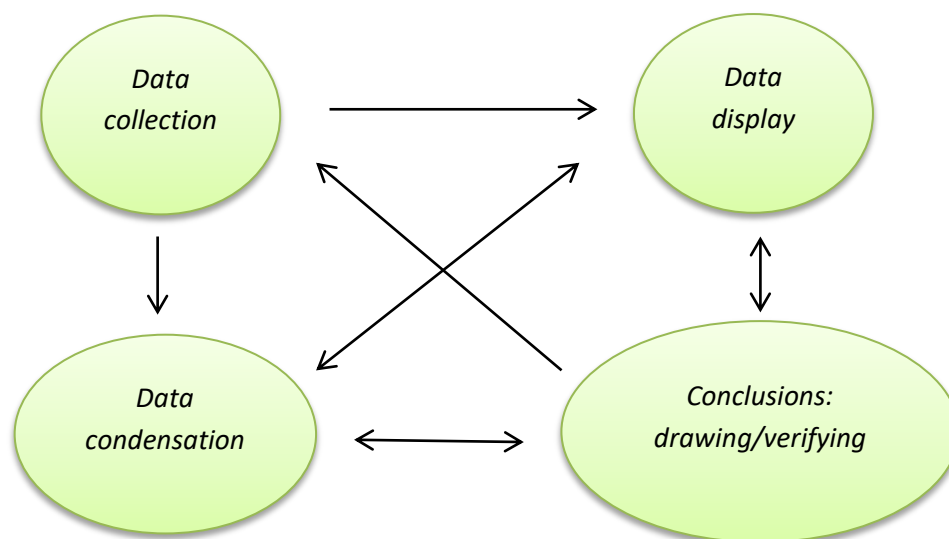 Data
collection
Data
display
Data
condensation
Conclusions:
drawing/verifying